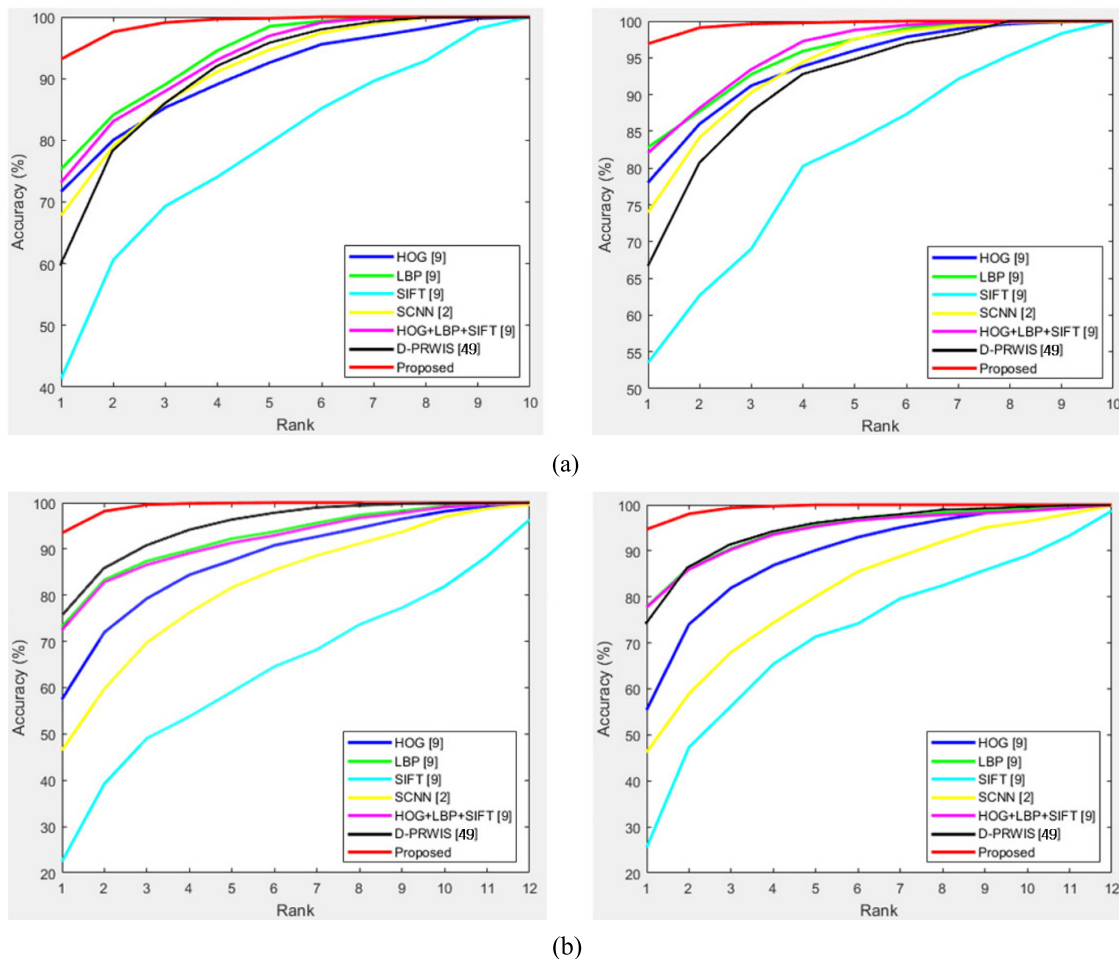 100
90
80
70
60
50
40
Accuracy (%)
1 2 3 4 5 6 7 8 9 10
Rank
HOG [9]
LBP [9]
SIFT [9]
SCNN [2]
HOG+LBP+SIFT [9]
D-PRWIS [49]
Proposed
100
95
90
85
80
75
70
65
60
55
50
Accuracy (%)
1 2 3 4 5 6 7 8 9 10
Rank
HOG [9]
LBP [9]
SIFT [9]
SCNN [2]
HOG+LBP+SIFT [9]
D-PRWIS [49]
Proposed
(a)
100
90
80
70
60
50
40
30
20
Accuracy (%)
1 2 3 4 5 6 7 8 9 10 11 12
Rank
HOG [9]
LBP [9]
SIFT [9]
SCNN [2]
HOG+LBP+SIFT [9]
D-PRWIS [49]
Proposed
100
90
80
70
60
50
40
30
20
Accuracy (%)
1 2 3 4 5 6 7 8 9 10 11 12
Rank
HOG [9]
LBP [9]
SIFT [9]
SCNN [2]
HOG+LBP+SIFT [9]
D-PRWIS [49]
Proposed
(b)